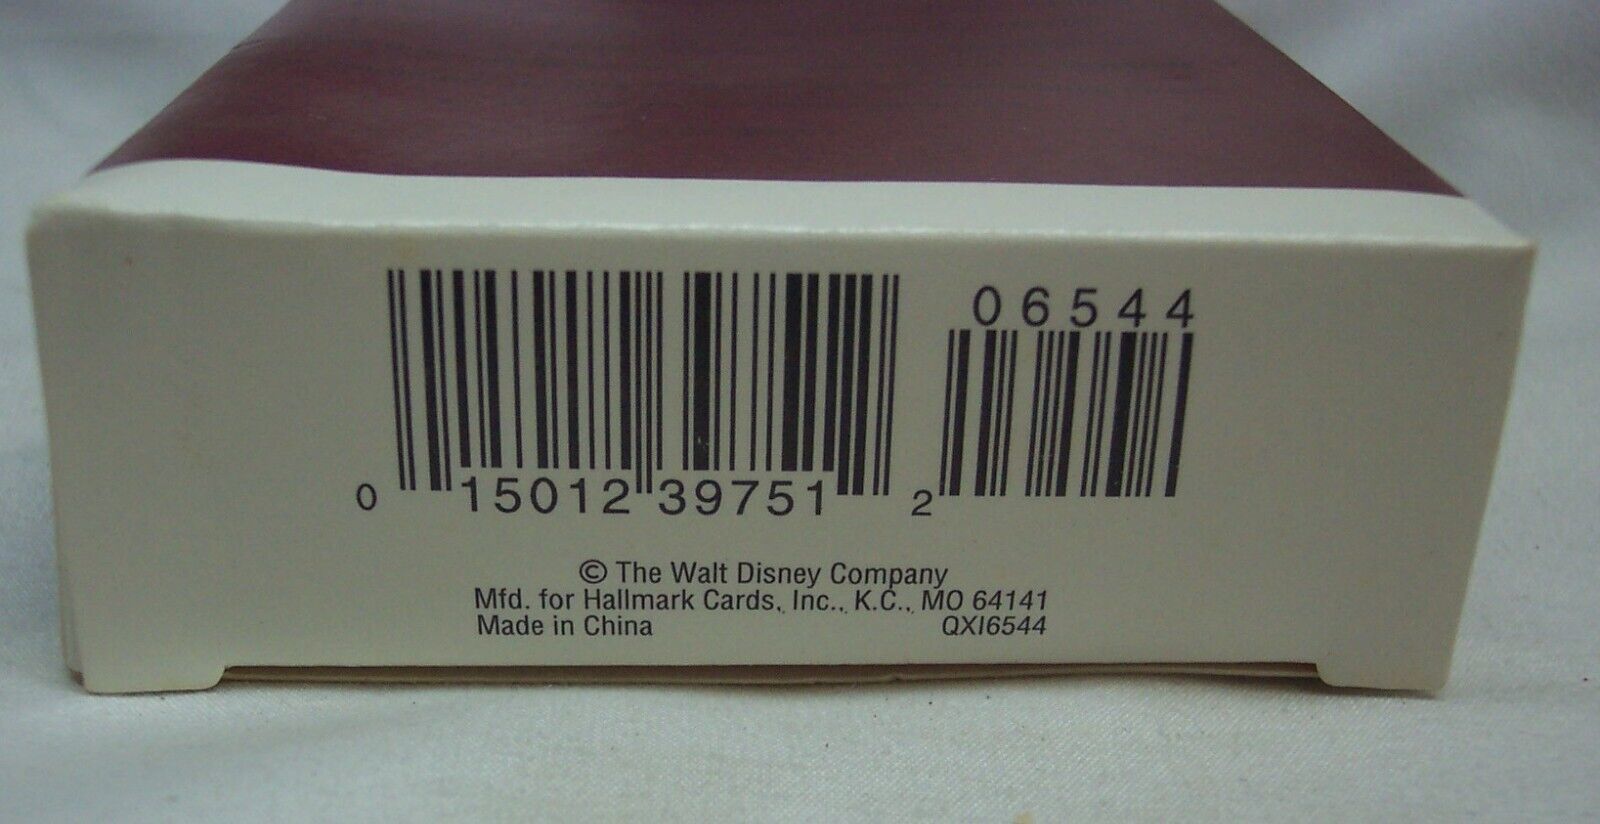 06544
0 15012 39751 2
© The Walt Disney Company
Mfd. for Hallmark Cards, Inc., K.C., MO 64141
Made in China QXI6544